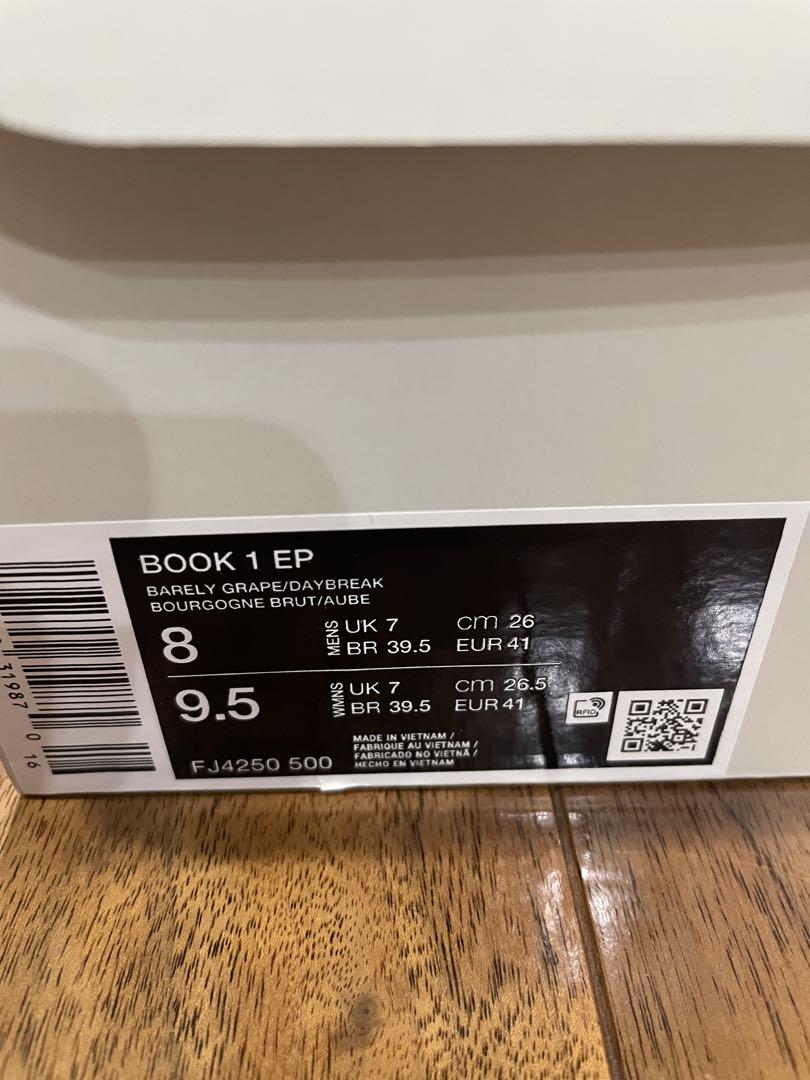 BOOK 1 EP
BARELY GRAPE/DAYBREAK
BOURGOGNE BRUT/AUBE
8 MENS UK 7 cm 26
BR 39.5 EUR 41
9.5 WMNS UK 7 cm 26.5
BR 39.5 EUR 41
FJ4250 500
MADE IN VIETNAM /
FABRIQUE AU VIETNAM /
FABRICADO NO VIETNÃ /
HECHO EN VIETNAM
RFID
31987 0 16